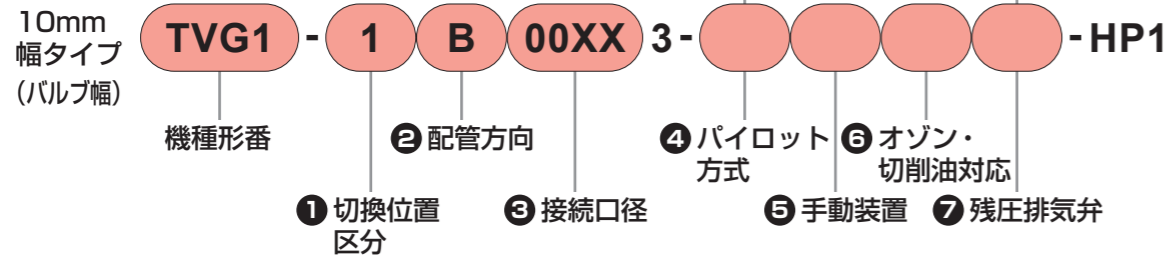 10mm
幅タイプ
(バルブ幅)
TVG1 - 1 B 00XX 3 - - HP1
機種形番
❷ 配管方向
❹ パイロット
方式
❻ オゾン・
切削油対応
❶ 切換位置
区分
❸ 接続口径
❺ 手動装置
❼ 残圧排気弁